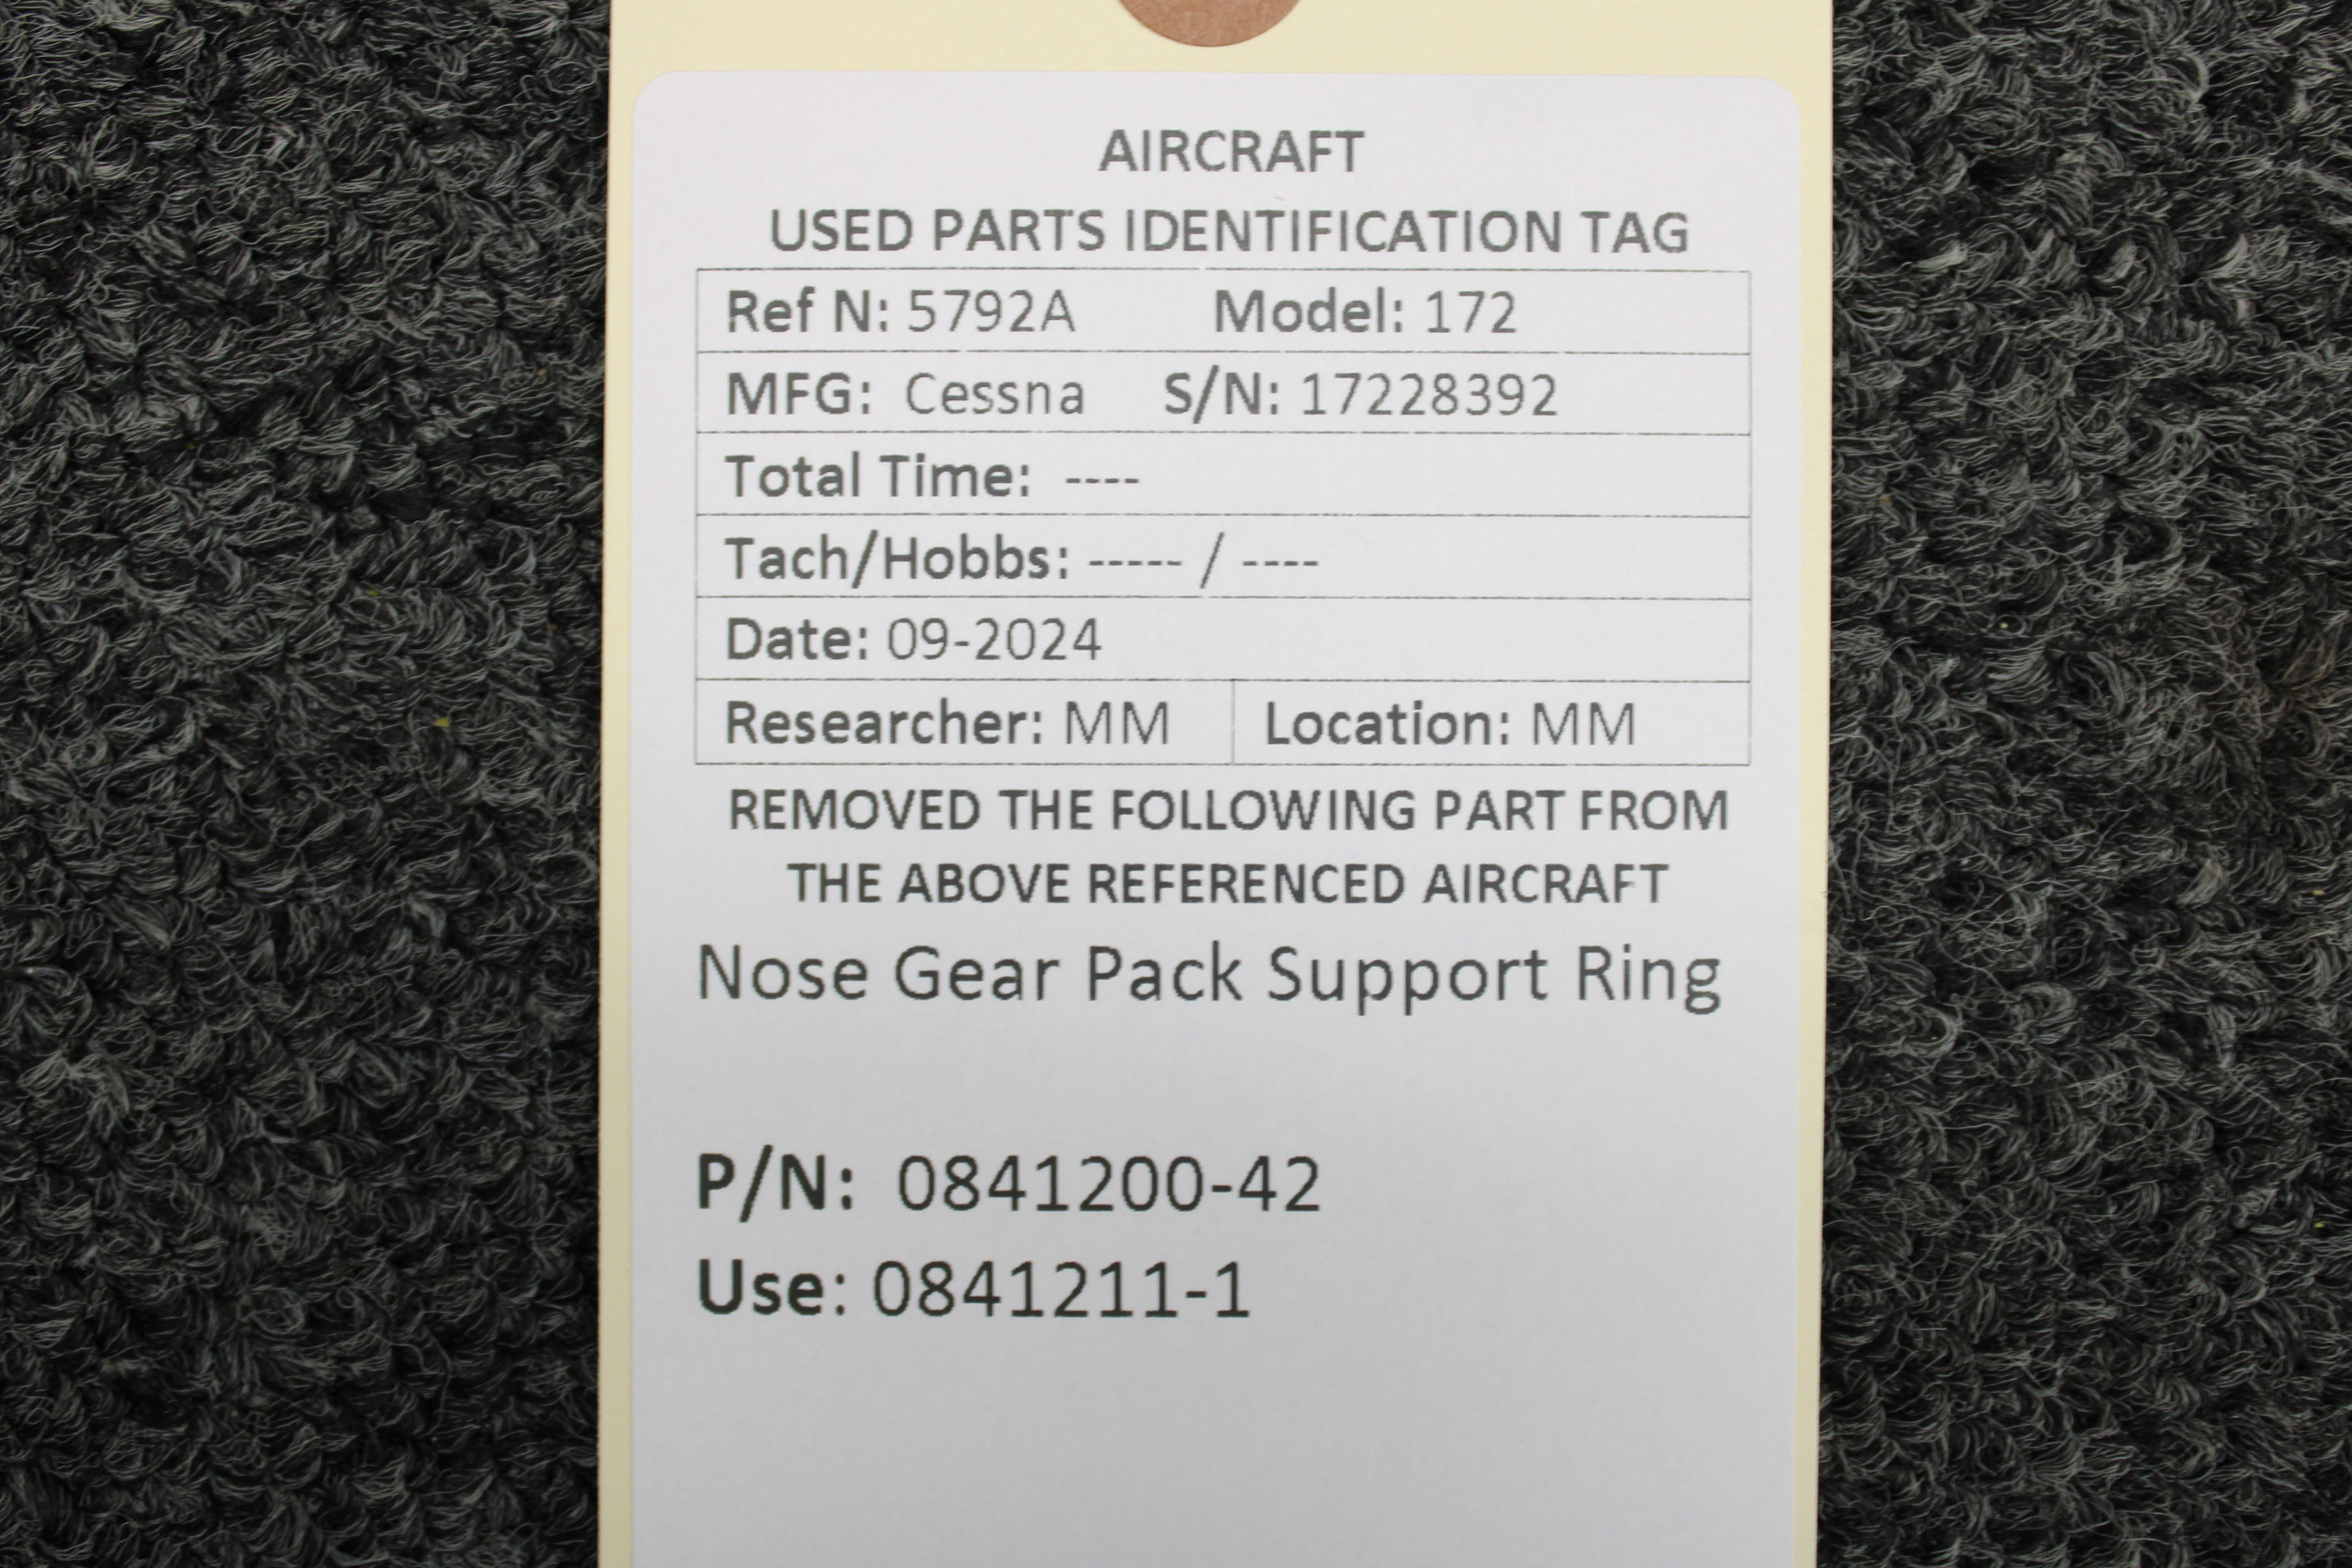 AIRCRAFT
USED PARTS IDENTIFICATION TAG
Ref N: 5792A Model: 172
MFG: Cessna S/N: 17228392
Total Time: ----
Tach/Hobbs: ----- / ----
Date: 09-2024
Researcher: MM Location: MM
REMOVED THE FOLLOWING PART FROM
THE ABOVE REFERENCED AIRCRAFT
Nose Gear Pack Support Ring
P/N: 0841200-42
Use: 0841211-1